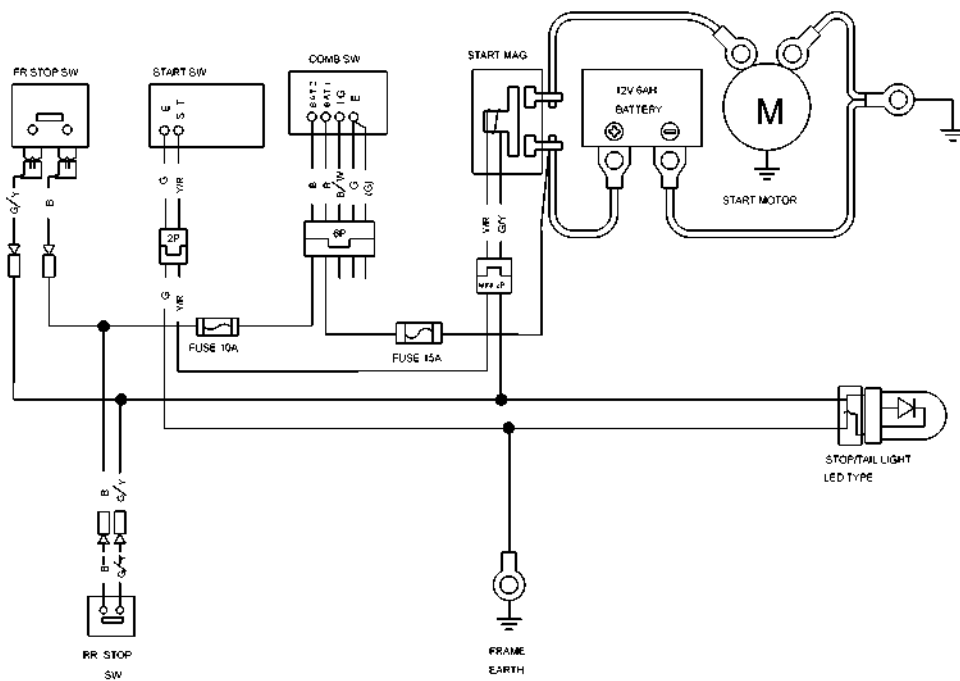 FR STOP SW
START SW
COMB SW
START MAG
12V 6AH
BATTERY
M
START MOTOR
E
ST
BAT2
BAT1
IG
E
G/Y
B
G
Y/R
B
R
B/W
G
(G)
Y/R
G/Y
2P
6P
G
Y/R
FUSE 10A
FUSE 15A
STOP/TAIL LIGHT
LED TYPE
B
G/Y
B
G/Y
RR STOP
SW
FRAME
EARTH